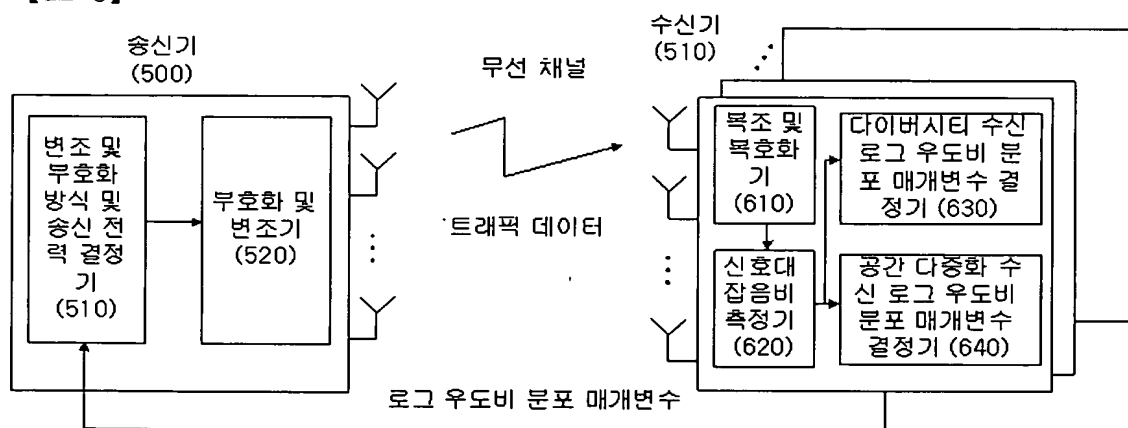 송신기
(500)
변조 및
부호화
방식 및
송신 전
력 결정
기
(510)
부호화 및
변조기
(520)
무선 채널
트래픽 데이터
수신기
(510)
복조 및
복호화
기
(610)
신호대
잡음비
측정기
(620)
다이버시티 수신
로그 우도비 분
포 매개변수 결
정기 (630)
공간 다중화 수
신 로그 우도비
분포 매개변수
결정기 (640)
로그 우도비 분포 매개변수